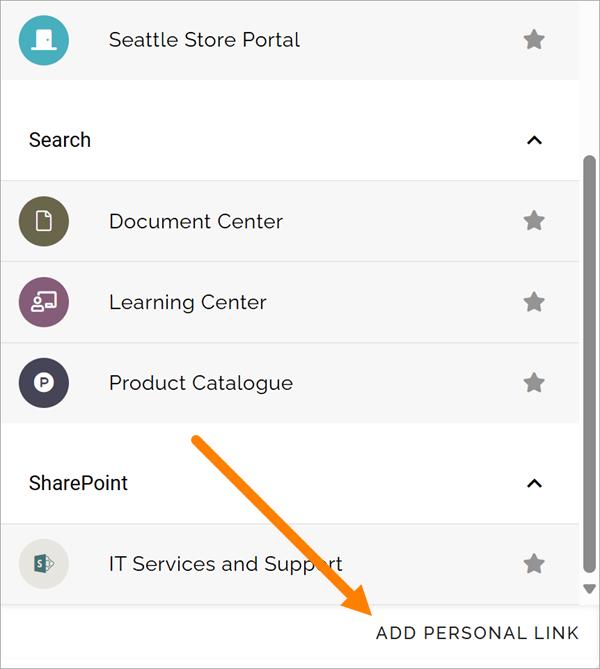 Seattle Store Portal
Search
Document Center
Learning Center
P Product Catalogue
SharePoint
S IT Services and Support
ADD PERSONAL LINK